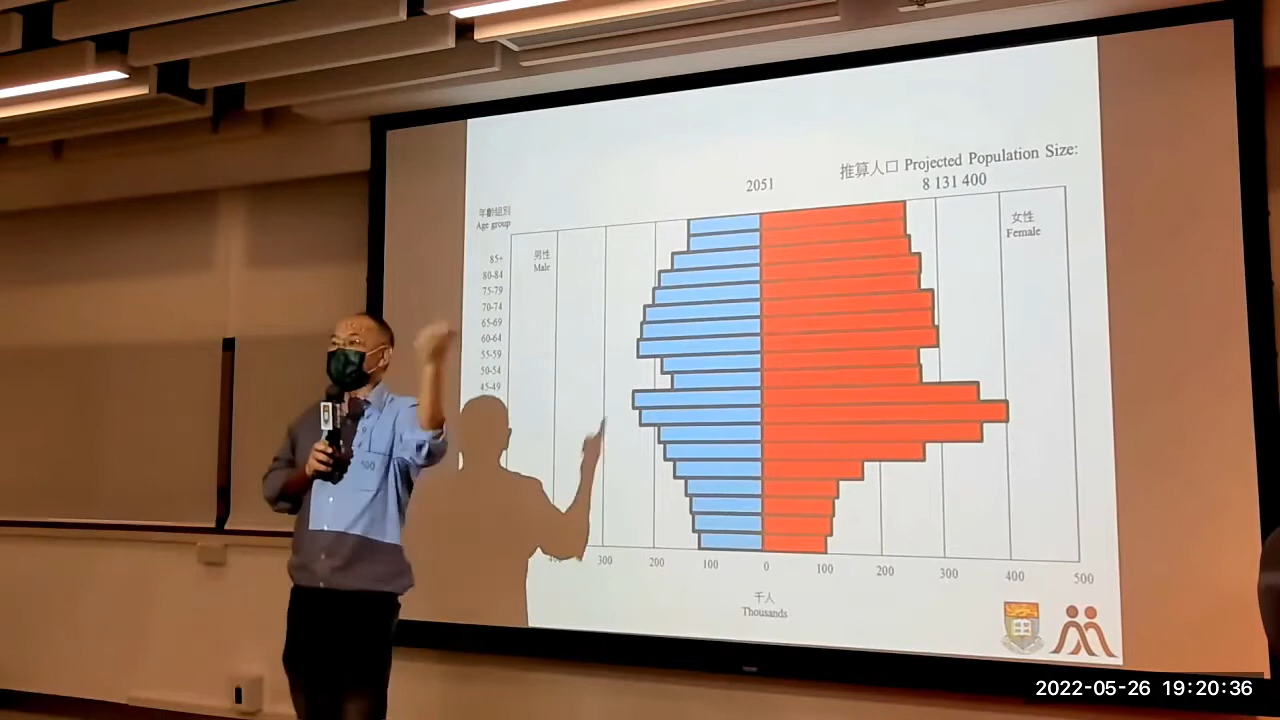 推算人口 Projected Population Size:
2051
8 131 400
年齡組別
Age group
男性
Male
女性
Female
85+
80-84
75-79
70-74
65-69
60-64
55-59
50-54
45-49
300 200 100 0 100 200 300 400 500
千人
Thousands
2022-05-26 19:20:36